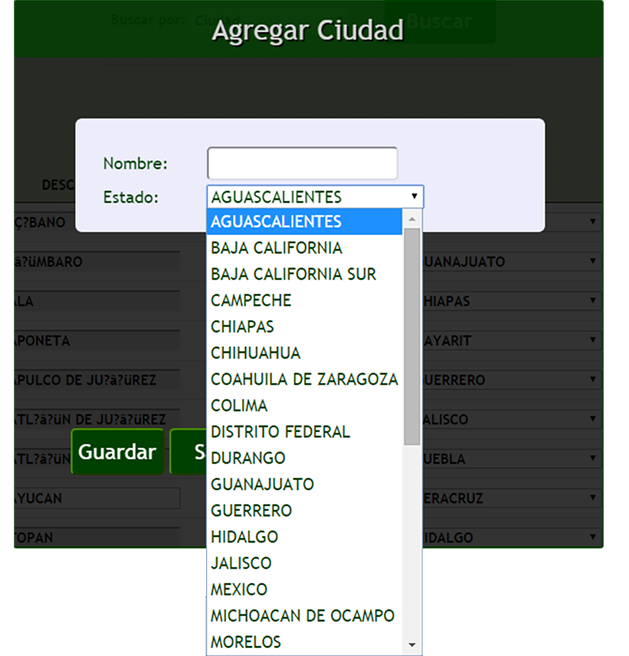 Buscar por: Ciudad Buscar
Agregar Ciudad
DESC
Nombre:
Estado: AGUASCALIENTES
AGUASCALIENTES
Ç?BANO
BAJA CALIFORNIA
â?üMBARO UANAJUATO
BAJA CALIFORNIA SUR
ALA CAMPECHE HIAPAS
CHIAPAS
APONETA AYARIT
CHIHUAHUA
APULCO DE JU?ã?üREZ COAHUILA DE ZARAGOZA UERRERO
COLIMA
ATL?ã?üN DE JU?ã?üREZ ALISCO
DISTRITO FEDERAL
Guardar S
ATL?ã?üN DURANGO UEBLA
GUANAJUATO
AYUCAN ERACRUZ
GUERRERO
TOPAN HIDALGO IDALGO
JALISCO
MEXICO
MICHOACAN DE OCAMPO
MORELOS